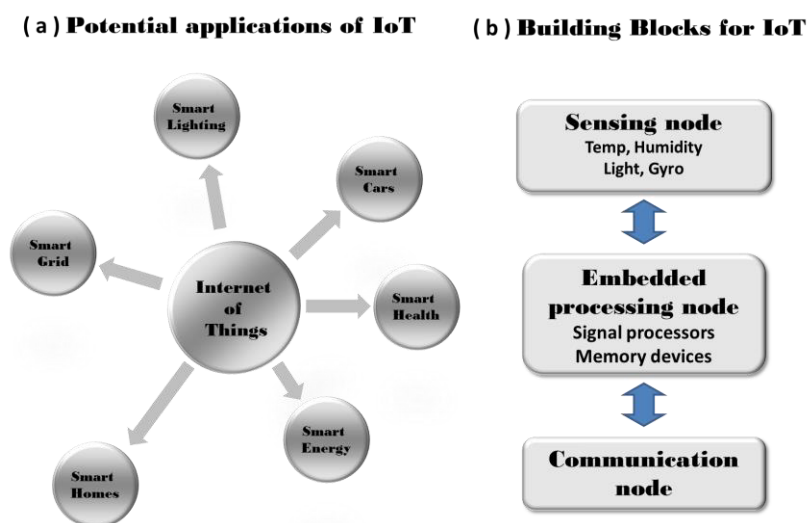 ( a ) Potential applications of IoT
Smart
Lighting
Smart
Cars
Smart
Grid
Internet
of
Things
Smart
Health
Smart
Energy
Smart
Homes
( b ) Building Blocks for IoT
Sensing node
Temp, Humidity
Light, Gyro
Embedded
processing node
Signal processors
Memory devices
Communication
node